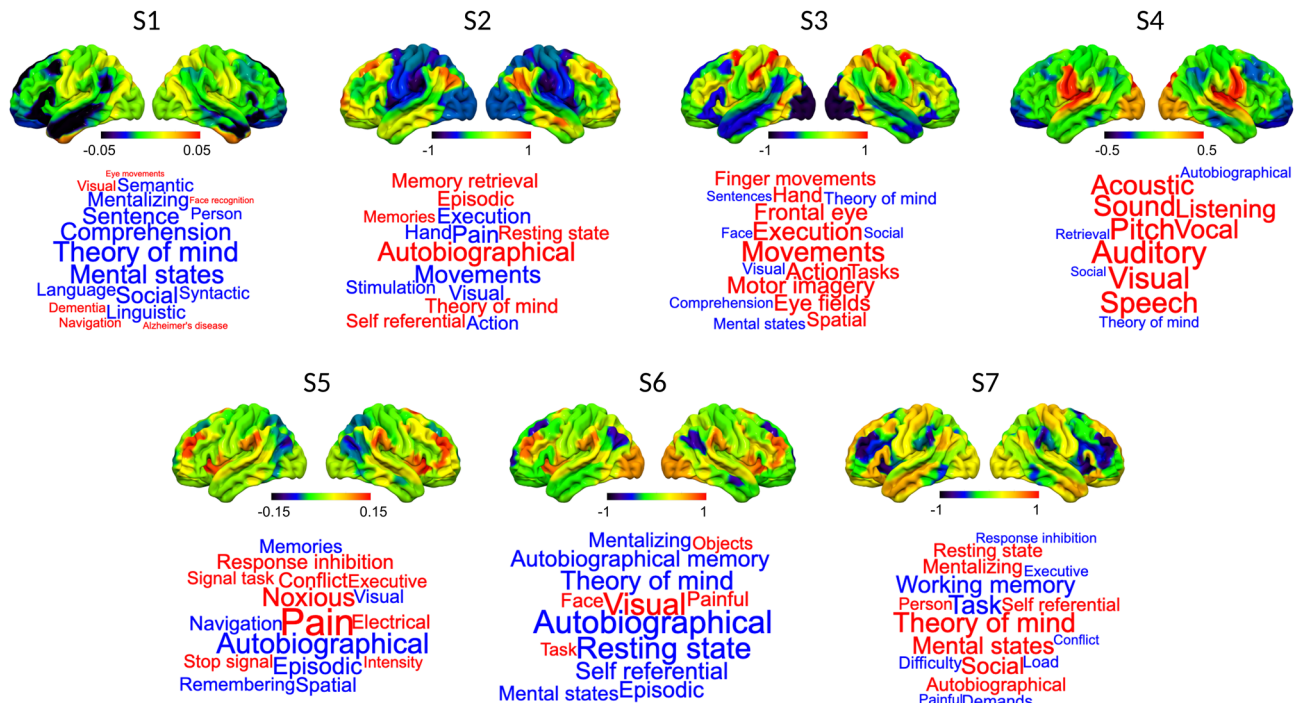 S1
S2
S3
S4
-0.05 0.05
-1 1
-1 1
-0.5 0.5
Eye movements
Visual Semantic
Mentalizing Face recognition
Sentence Person
Comprehension
Theory of mind
Mental states
Language Social Syntactic
Dementia Linguistic
Navigation Alzheimer's disease
Memory retrieval
Episodic
Memories Execution
Hand Pain Resting state
Autobiographical
Movements
Stimulation Visual
Theory of mind
Self referential Action
Finger movements
Sentences Hand Theory of mind
Frontal eye
Face Execution Social
Movements
Visual Action Tasks
Motor imagery
Comprehension Eye fields
Mental states Spatial
Autobiographical
Acoustic
Sound Listening
Retrieval Pitch Vocal
Auditory
Social Visual
Speech
Theory of mind
S5
S6
S7
-0.15 0.15
-1 1
-1 1
Memories
Response inhibition
Signal task Conflict Executive
Noxious Visual
Navigation Pain Electrical
Autobiographical
Stop signal Episodic Intensity
Remembering Spatial
Mentalizing Objects
Autobiographical memory
Theory of mind
Face Visual Painful
Autobiographical
Task Resting state
Self referential
Mental states Episodic
Response inhibition
Resting state
Mentalizing Executive
Working memory
Person Task Self referential
Theory of mind
Mental states Conflict
Difficulty Social Load
Autobiographical
Painful Demands